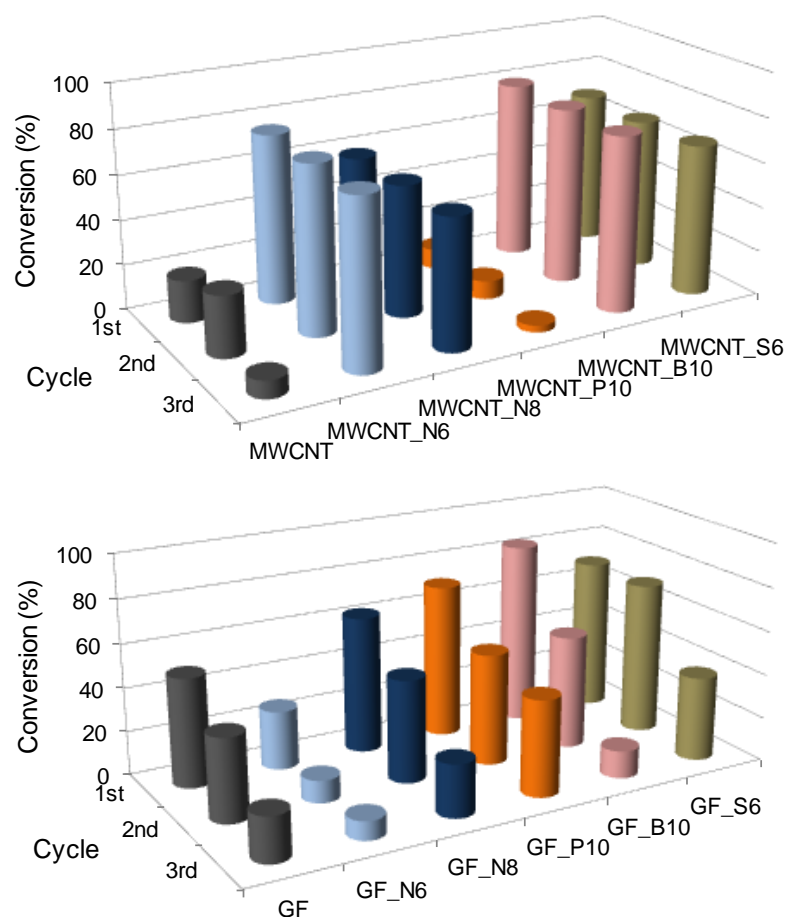 100
80
60
40
20
0
Conversion (%)
1st
2nd
3rd
Cycle
MWCNT
MWCNT_N6
MWCNT_N8
MWCNT_P10
MWCNT_B10
MWCNT_S6
100
80
60
40
20
0
Conversion (%)
1st
2nd
3rd
Cycle
GF
GF_N6
GF_N8
GF_P10
GF_B10
GF_S6